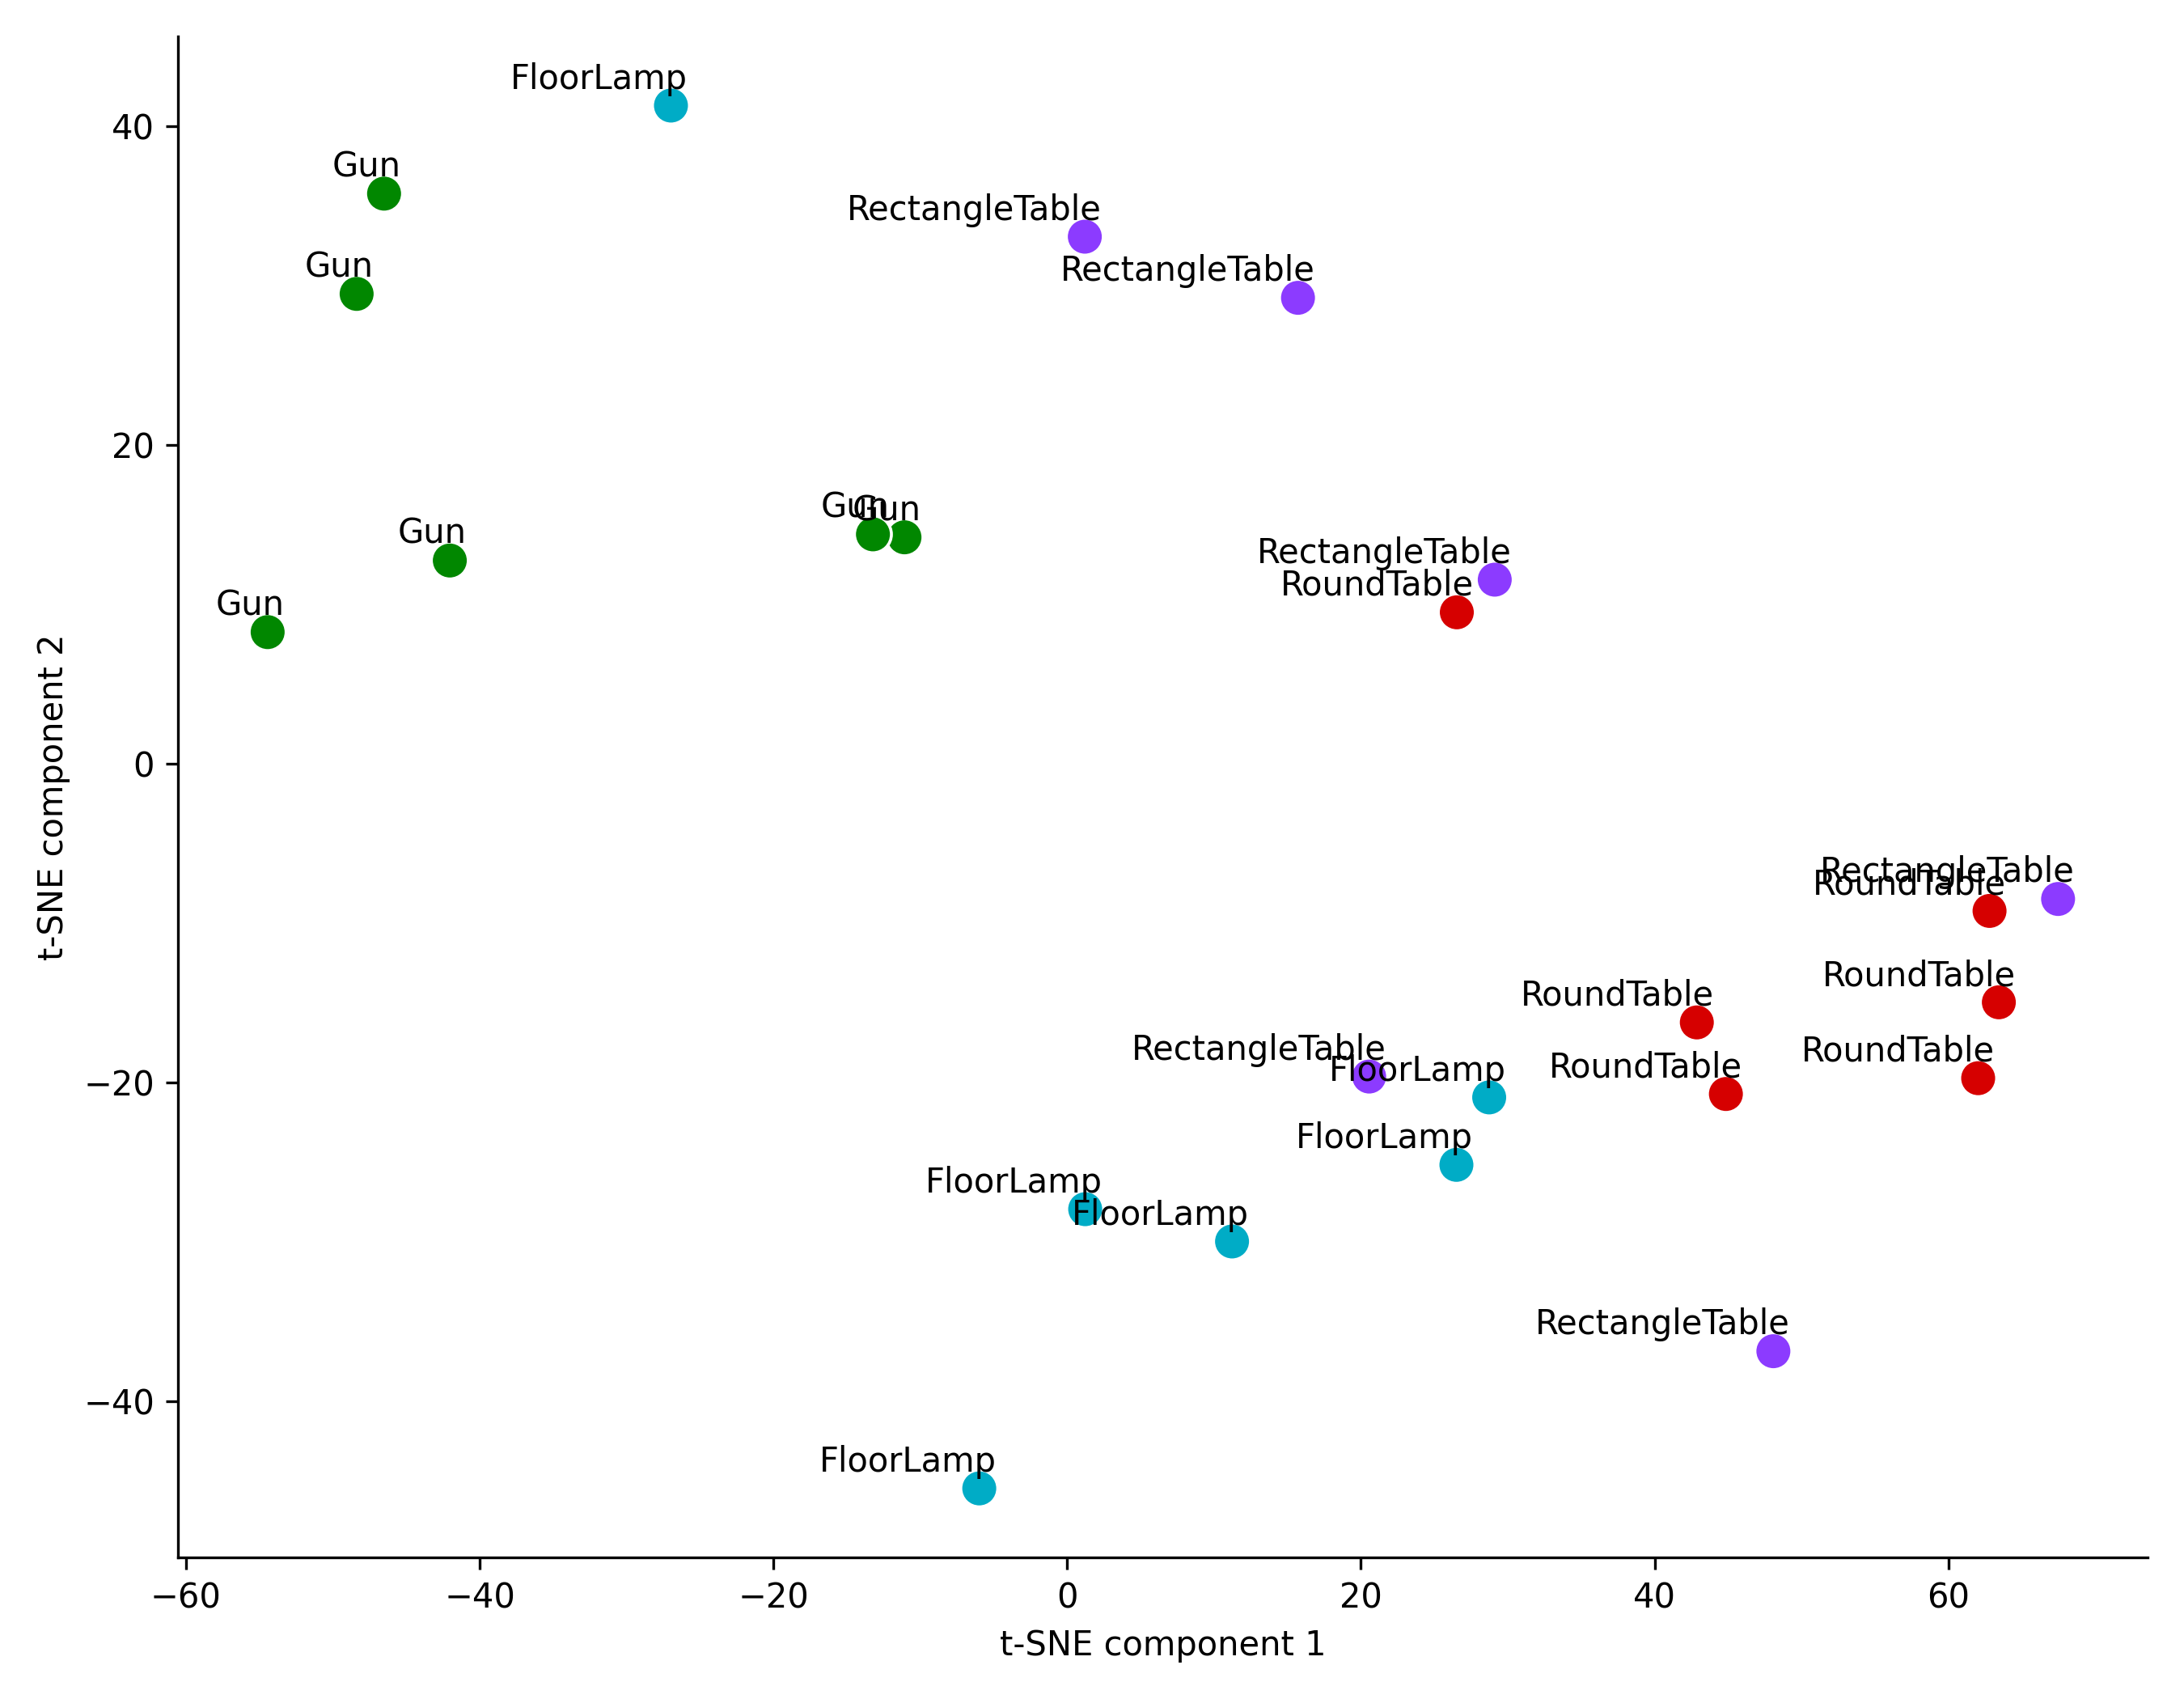 FloorLamp
40
Gun
RectangleTable
Gun
RectangleTable
20
Gun
Gun
Gun
RectangleTable
RoundTable
Gun
t-SNE component 2
0
RectangleTable
RoundTable
RoundTable
RoundTable
RectangleTable
RoundTable
FloorLamp
RoundTable
−20
FloorLamp
FloorLamp
FloorLamp
RectangleTable
−40
FloorLamp
−60
−40
−20
0
20
40
60
t-SNE component 1